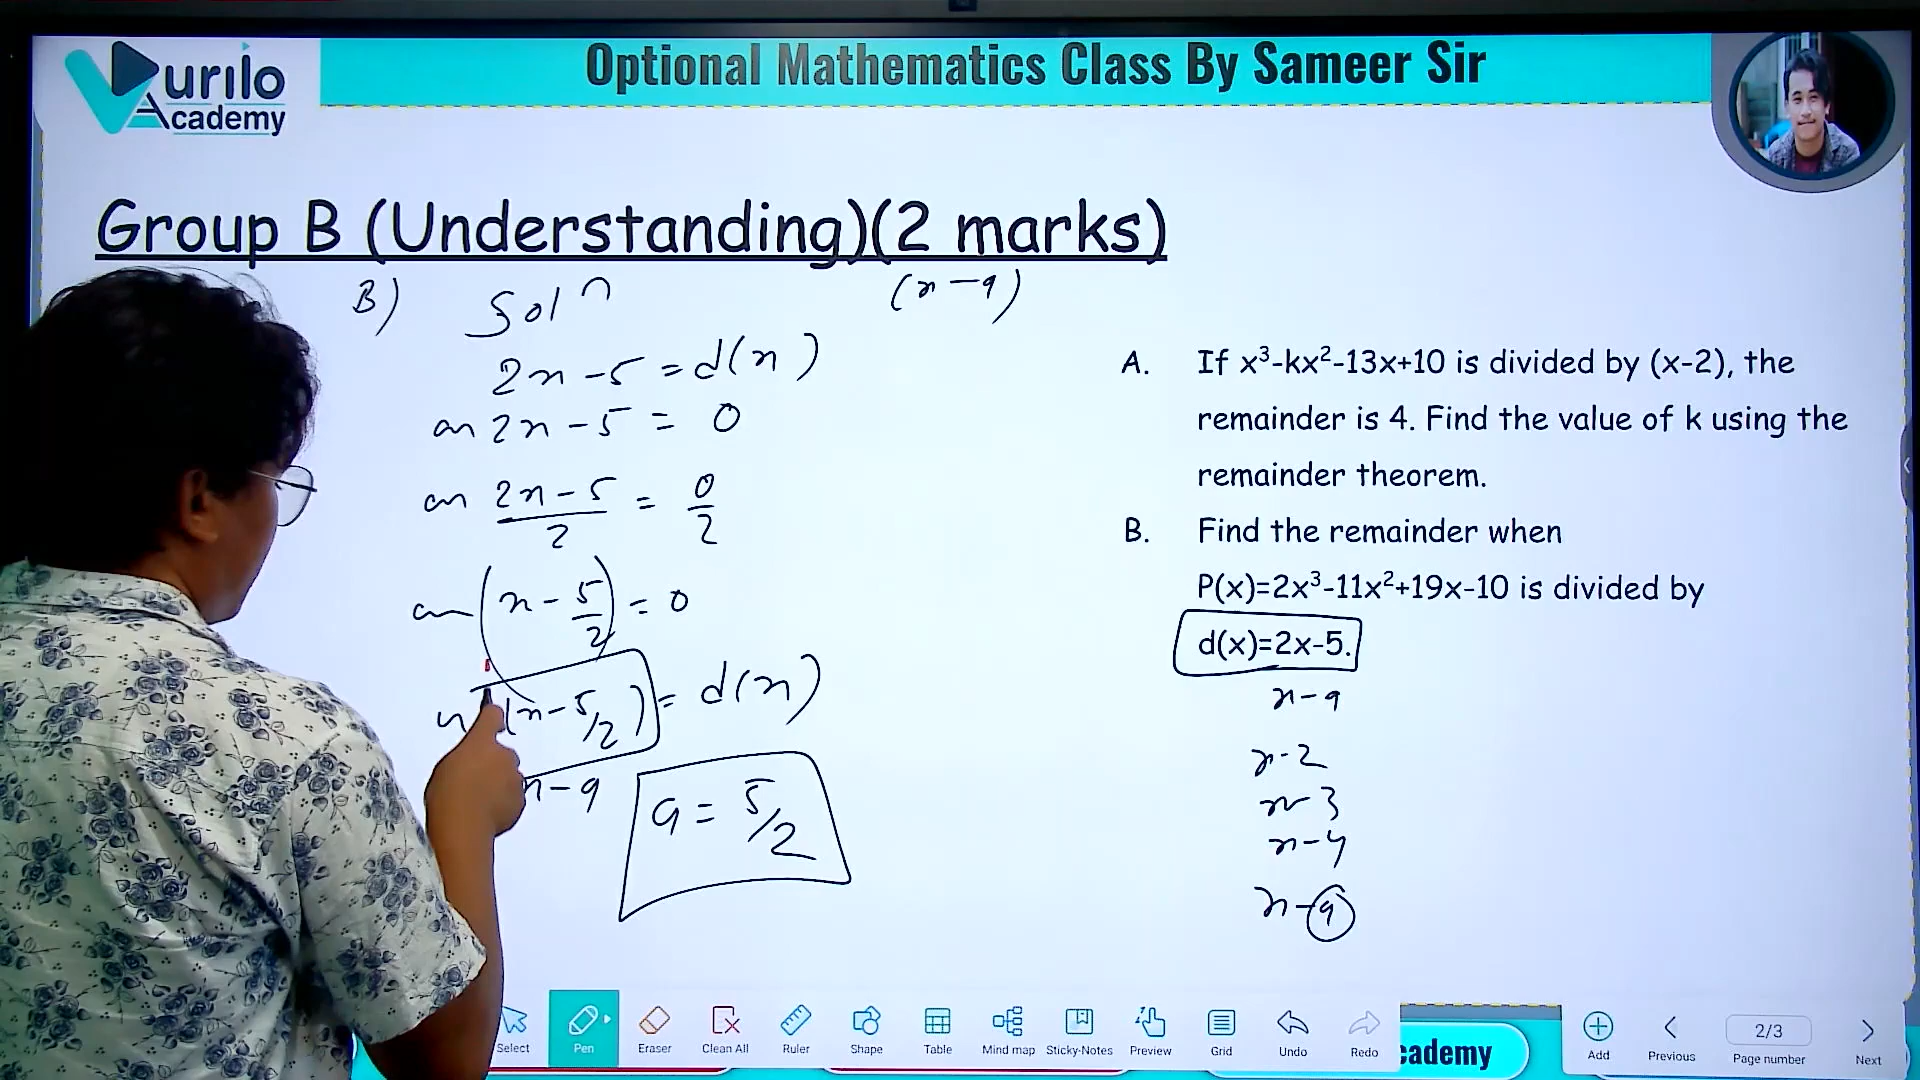 Vurilo
Academy
Optional Mathematics Class By Sameer Sir
Group B (Understanding)(2 marks)
B) Solⁿ
(x-a)
2x-5 = d(x)
or 2x-5 = 0
or 2x-5/2 = 0/2
or (x - 5/2) = 0
(x-5/2) = d(x)
x-a
a = 5/2
A. If x³-kx²-13x+10 is divided by (x-2), the
remainder is 4. Find the value of k using the
remainder theorem.
B. Find the remainder when
P(x)=2x³-11x²+19x-10 is divided by
d(x)=2x-5.
x-a
x-2
x-3
x-4
x-a
Select Pen Eraser Clean All Ruler Shape Table Mind map Sticky-Notes Preview Grid Undo Redo
cademy
Add Previous 2/3 Page number Next